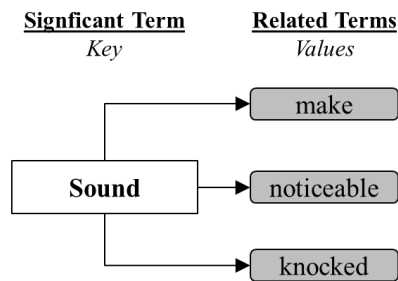 Signficant Term
Related Terms
Key
Values
make
Sound
noticeable
knocked